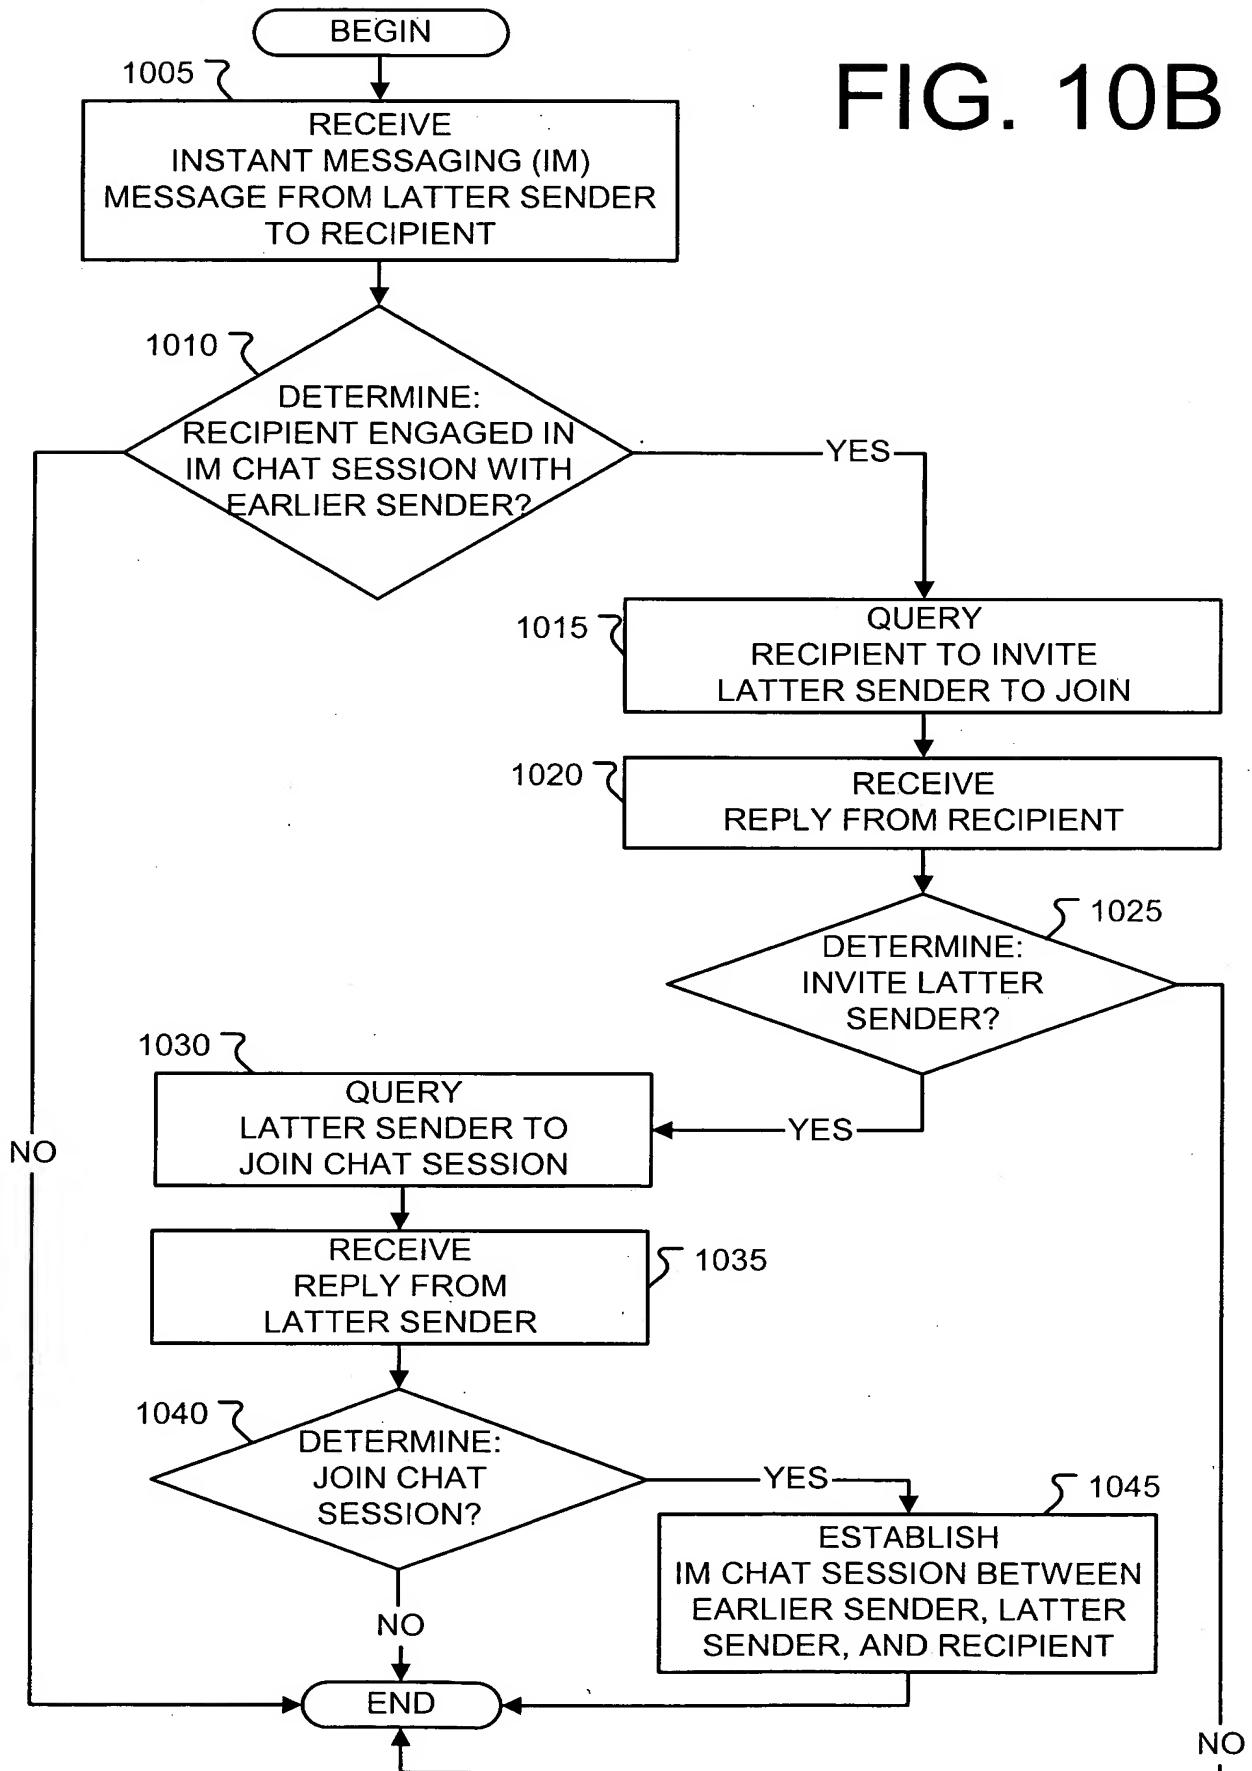 BEGIN
FIG. 10B
1005
RECEIVE
INSTANT MESSAGING (IM)
MESSAGE FROM LATTER SENDER
TO RECIPIENT
1010
DETERMINE:
RECIPIENT ENGAGED IN
IM CHAT SESSION WITH
EARLIER SENDER?
YES
1015
QUERY
RECIPIENT TO INVITE
LATTER SENDER TO JOIN
1020
RECEIVE
REPLY FROM RECIPIENT
1025
DETERMINE:
INVITE LATTER
SENDER?
1030
QUERY
LATTER SENDER TO
JOIN CHAT SESSION
YES
NO
RECEIVE
REPLY FROM
LATTER SENDER
1035
1040
DETERMINE:
JOIN CHAT
SESSION?
YES
1045
ESTABLISH
IM CHAT SESSION BETWEEN
EARLIER SENDER, LATTER
SENDER, AND RECIPIENT
NO
END
NO